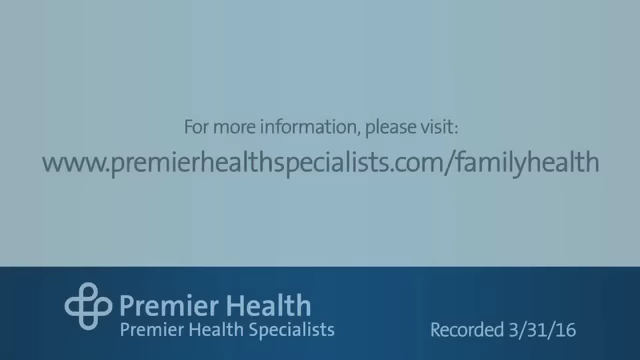 For more information, please visit:
www.premierhealthspecialists.com/familyhealth
Premier Health
Premier Health Specialists
Recorded 3/31/16